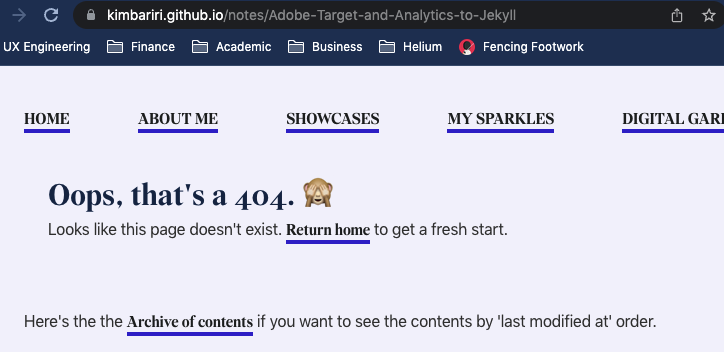 kimbariri.github.io/notes/Adobe-Target-and-Analytics-to-Jekyll
UX Engineering Finance Academic Business Helium Fencing Footwork
HOME ABOUT ME SHOWCASES MY SPARKLES DIGITAL GAR
Oops, that's a 404. 🙈
Looks like this page doesn't exist. Return home to get a fresh start.
Here's the the Archive of contents if you want to see the contents by 'last modified at' order.